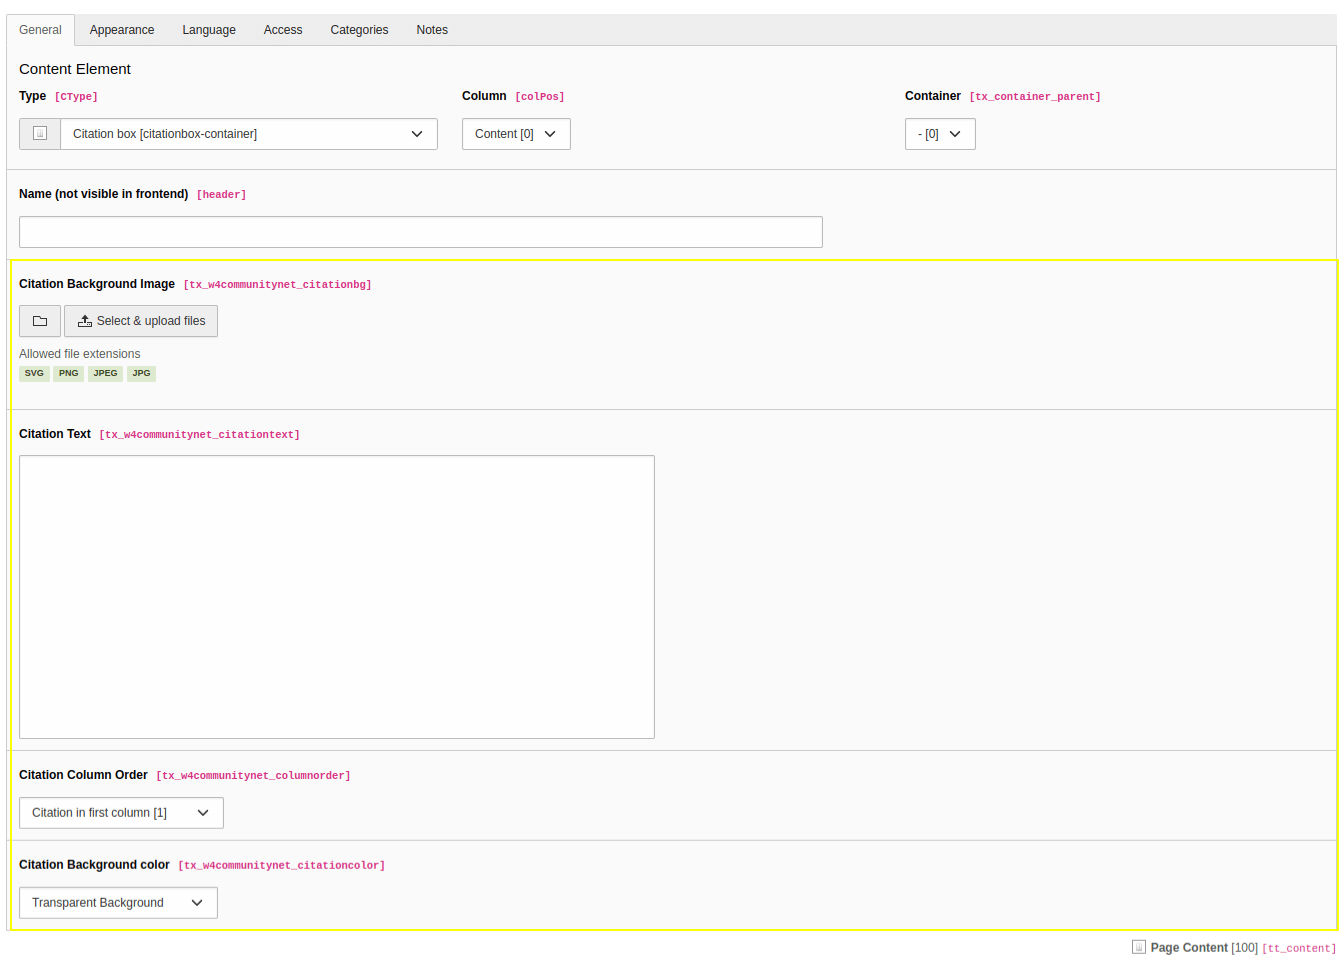 General Appearance Language Access Categories Notes
Content Element
Type [CType] Column [colPos] Container [tx_container_parent]
Citation box [citationbox-container] Content [0] - [0]
Name (not visible in frontend) [header]
Citation Background Image [tx_w4communitynet_citationbg]
Select & upload files
Allowed file extensions
SVG PNG JPEG JPG
Citation Text [tx_w4communitynet_citationtext]
Citation Column Order [tx_w4communitynet_columnorder]
Citation in first column [1]
Citation Background color [tx_w4communitynet_citationcolor]
Transparent Background
Page Content [100] [tt_content]